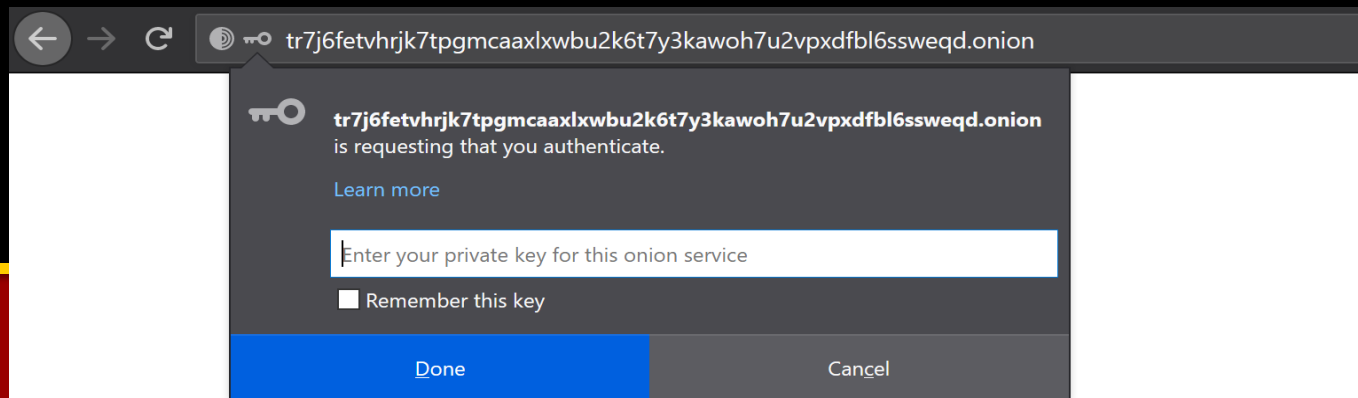 tr7j6fetvhrjk7tpgmcaaxlxwbu2k6t7y3kawoh7u2vpxdfbl6ssweqd.onion
tr7j6fetvhrjk7tpgmcaaxlxwbu2k6t7y3kawoh7u2vpxdfbl6ssweqd.onion
is requesting that you authenticate.
Learn more
Enter your private key for this onion service
Remember this key
Done Cancel